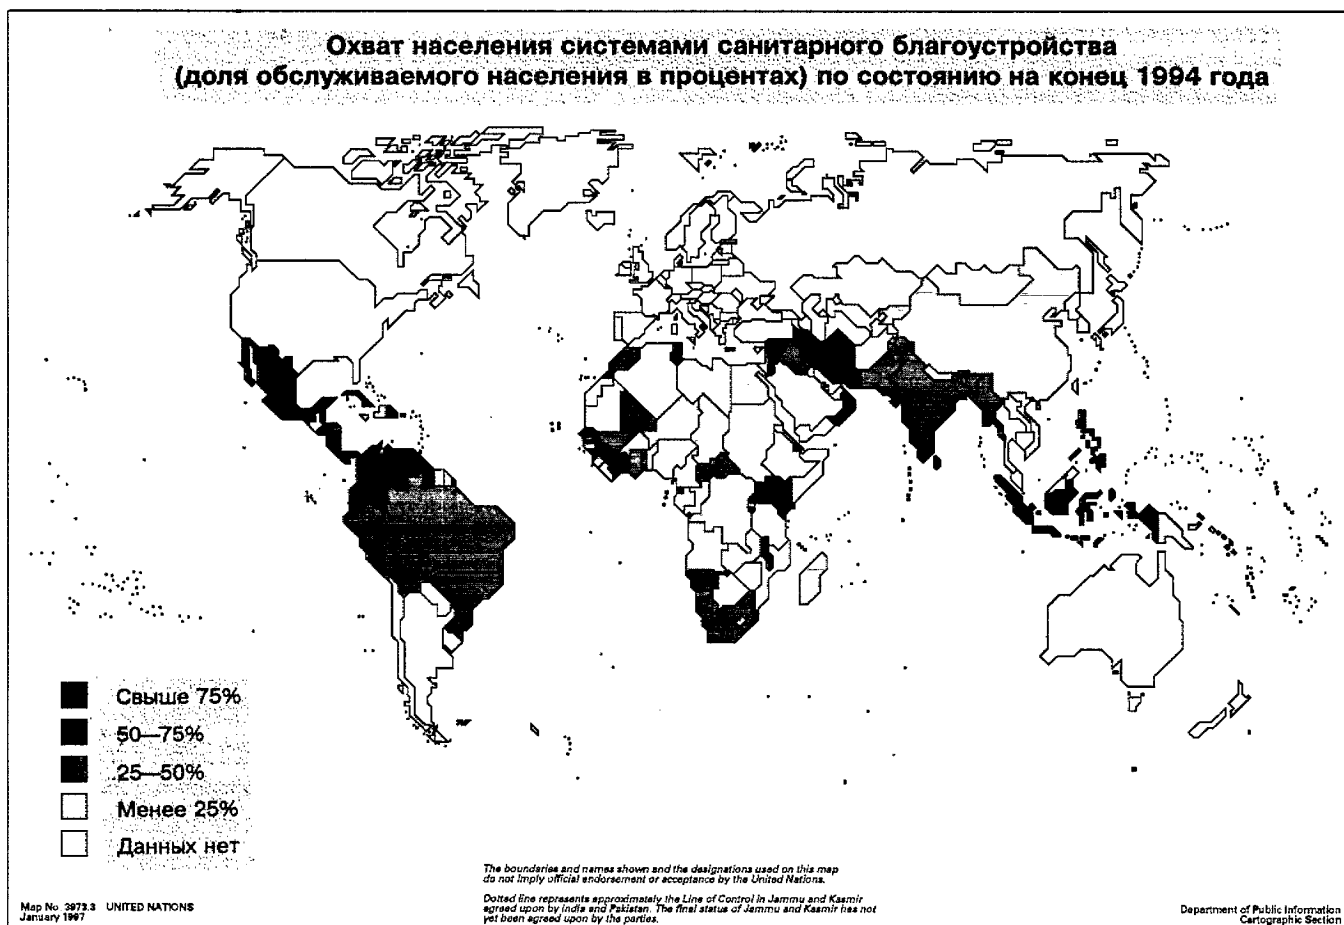 Охват населения системами санитарного благоустройства
(доля обслуживаемого населения в процентах) по состоянию на конец 1994 года
Свыше 75%
50—75%
25—50%
Менее 25%
Данных нет
The boundaries and names shown and the designations used on this map
do not imply official endorsement or acceptance by the United Nations.
Dotted line represents approximately the Line of Control in Jammu and Kasmir
agreed upon by India and Pakistan. The final status of Jammu and Kasmir has not
yet been agreed upon by the parties.
Map No. 3973.3 UNITED NATIONS
January 1997
Department of Public Information
Cartographic Section